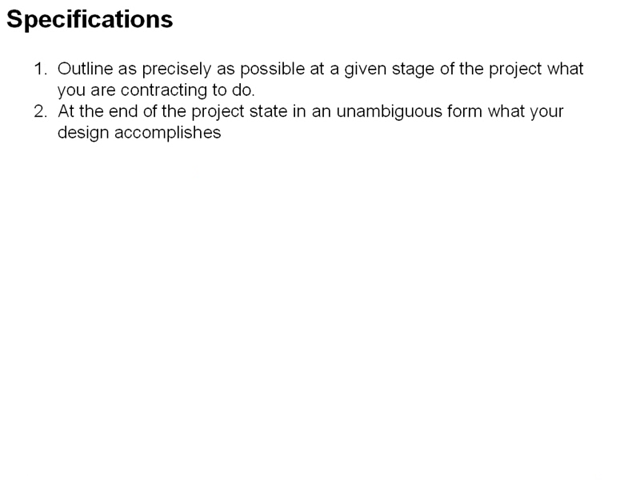 Specifications
1. Outline as precisely as possible at a given stage of the project what
you are contracting to do.
2. At the end of the project state in an unambiguous form what your
design accomplishes